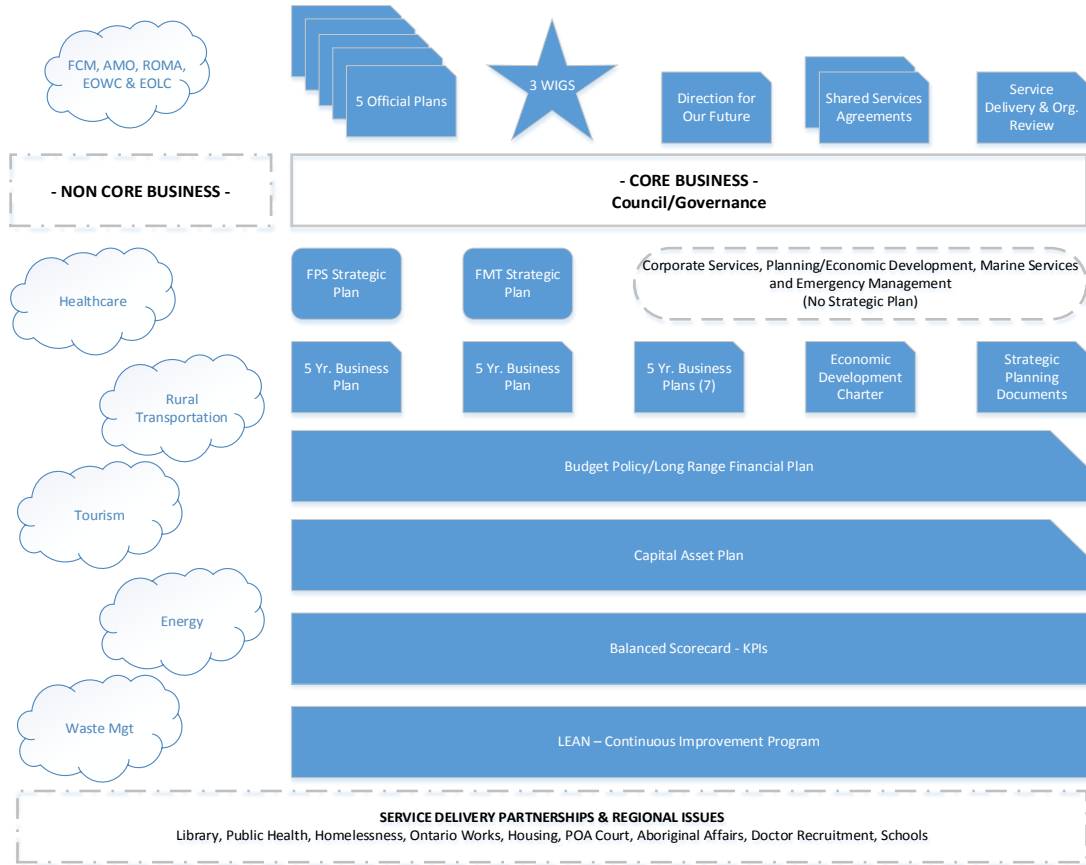 FCM, AMO, ROMA,
EOWC & EOLC
5 Official Plans
3 WIGS
Direction for
Our Future
Shared Services
Agreements
Service
Delivery & Org.
Review
- NON CORE BUSINESS -
- CORE BUSINESS -
Council/Governance
Healthcare
FPS Strategic
Plan
FMT Strategic
Plan
Corporate Services, Planning/Economic Development, Marine Services
and Emergency Management
(No Strategic Plan)
Rural
Transportation
5 Yr. Business
Plan
5 Yr. Business
Plan
5 Yr. Business
Plans (7)
Economic
Development
Charter
Strategic
Planning
Documents
Budget Policy/Long Range Financial Plan
Tourism
Capital Asset Plan
Energy
Balanced Scorecard - KPIs
Waste Mgt
LEAN – Continuous Improvement Program
SERVICE DELIVERY PARTNERSHIPS & REGIONAL ISSUES
Library, Public Health, Homelessness, Ontario Works, Housing, POA Court, Aboriginal Affairs, Doctor Recruitment, Schools